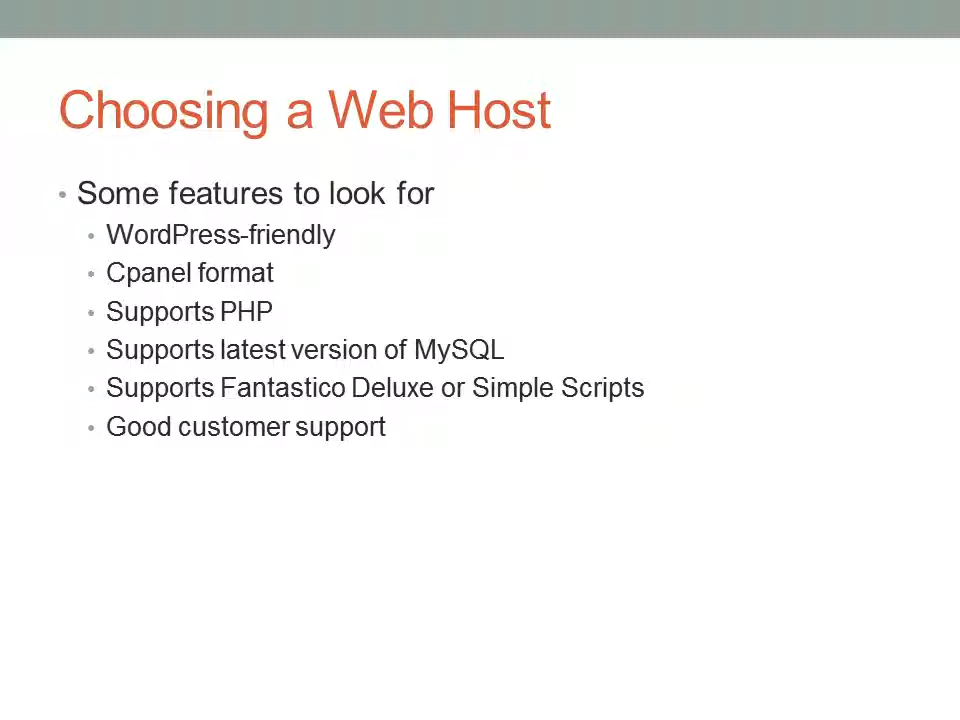 Choosing a Web Host
• Some features to look for
• WordPress-friendly
• Cpanel format
• Supports PHP
• Supports latest version of MySQL
• Supports Fantastico Deluxe or Simple Scripts
• Good customer support